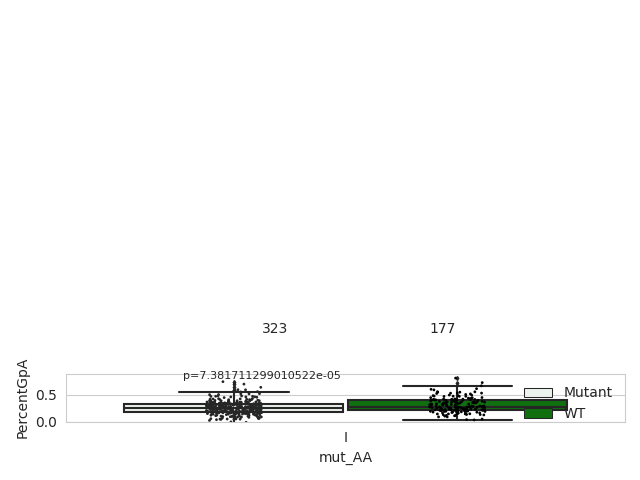 323 177
p=7.381711299010522e-05
PercentGpA
0.5
0.0
Mutant
WT
I
mut_AA